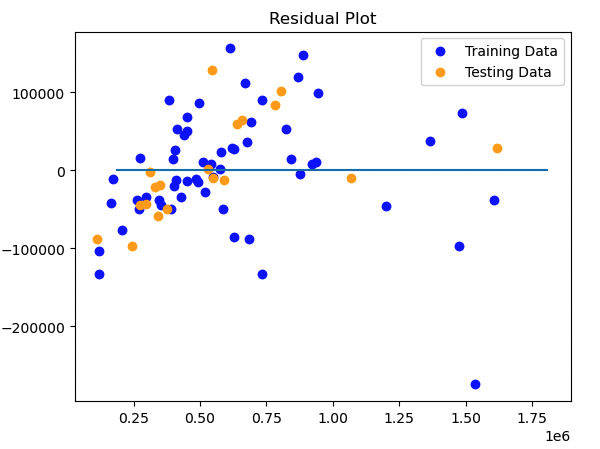 Residual Plot
Training Data
Testing Data
100000
0
−100000
−200000
0.25 0.50 0.75 1.00 1.25 1.50 1.75
1e6